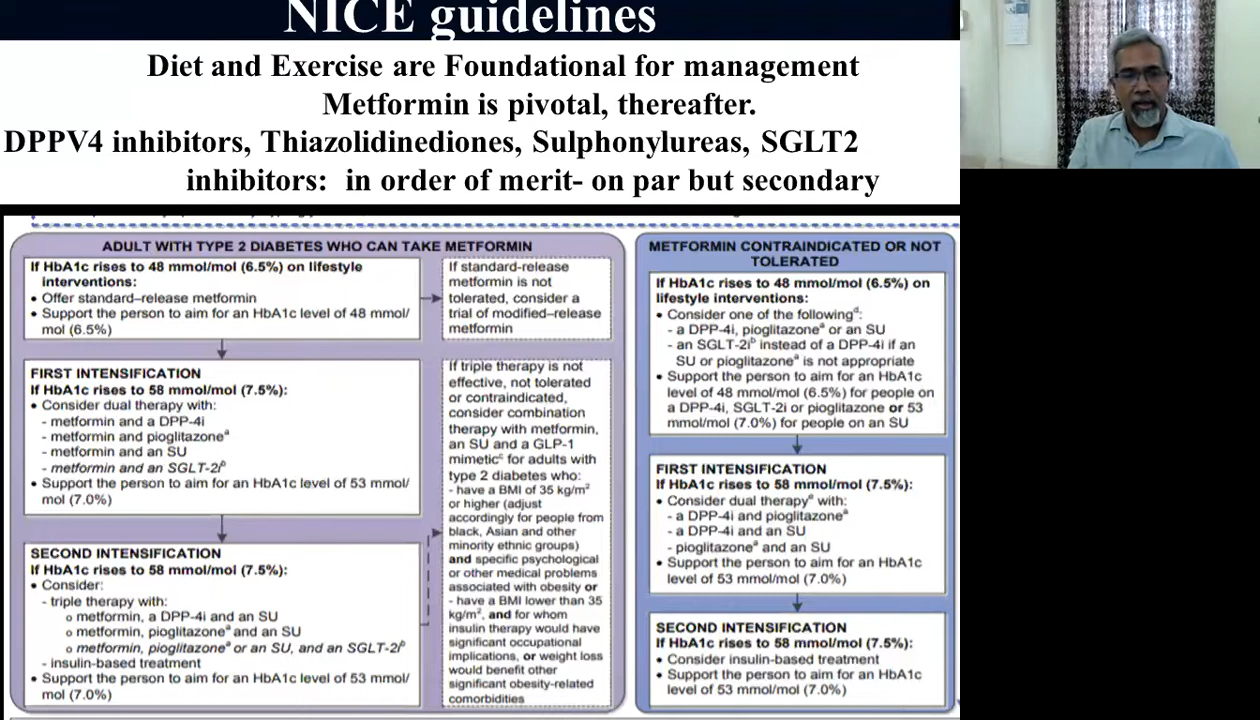 NICE guidelines
Diet and Exercise are Foundational for management
Metformin is pivotal, thereafter.
DPPV4 inhibitors, Thiazolidinediones, Sulphonylureas, SGLT2
inhibitors: in order of merit- on par but secondary
ADULT WITH TYPE 2 DIABETES WHO CAN TAKE METFORMIN
If HbA1c rises to 48 mmol/mol (6.5%) on lifestyle
interventions:
• Offer standard–release metformin
• Support the person to aim for an HbA1c level of 48 mmol/
mol (6.5%)
If standard-release
metformin is not
tolerated, consider a
trial of modified–release
metformin
FIRST INTENSIFICATION
If HbA1c rises to 58 mmol/mol (7.5%):
• Consider dual therapy with:
- metformin and a DPP-4i
- metformin and pioglitazoneª
- metformin and an SU
- metformin and an SGLT-2iᵇ
• Support the person to aim for an HbA1c level of 53 mmol/
mol (7.0%)
SECOND INTENSIFICATION
If HbA1c rises to 58 mmol/mol (7.5%):
• Consider:
- triple therapy with:
o metformin, a DPP-4i and an SU
o metformin, pioglitazoneª and an SU
o metformin, pioglitazoneª or an SU, and an SGLT-2iᵇ
- insulin-based treatment
• Support the person to aim for an HbA1c level of 53 mmol/
mol (7.0%)
If triple therapy is not
effective, not tolerated
or contraindicated,
consider combination
therapy with metformin,
an SU and a GLP-1
mimeticᶜ for adults with
type 2 diabetes who:
- have a BMI of 35 kg/m²
or higher (adjust
accordingly for people from
black, Asian and other
minority ethnic groups)
and specific psychological
or other medical problems
associated with obesity or
- have a BMI lower than 35
kg/m², and for whom
insulin therapy would have
significant occupational
implications, or weight loss
would benefit other
significant obesity-related
comorbidities
METFORMIN CONTRAINDICATED OR NOT
TOLERATED
If HbA1c rises to 48 mmol/mol (6.5%) on
lifestyle interventions:
• Consider one of the followingᵈ:
- a DPP-4i, pioglitazoneª or an SU
- an SGLT-2iᵇ instead of a DPP-4i if an
SU or pioglitazoneª is not appropriate
• Support the person to aim for an HbA1c
level of 48 mmol/mol (6.5%) for people on
a DPP-4i, SGLT-2i or pioglitazone or 53
mmol/mol (7.0%) for people on an SU
FIRST INTENSIFICATION
If HbA1c rises to 58 mmol/mol (7.5%):
• Consider dual therapyᵉ with:
- a DPP-4i and pioglitazoneª
- a DPP-4i and an SU
- pioglitazoneª and an SU
• Support the person to aim for an HbA1c
level of 53 mmol/mol (7.0%)
SECOND INTENSIFICATION
If HbA1c rises to 58 mmol/mol (7.5%):
• Consider insulin-based treatment
• Support the person to aim for an HbA1c
level of 53 mmol/mol (7.0%)